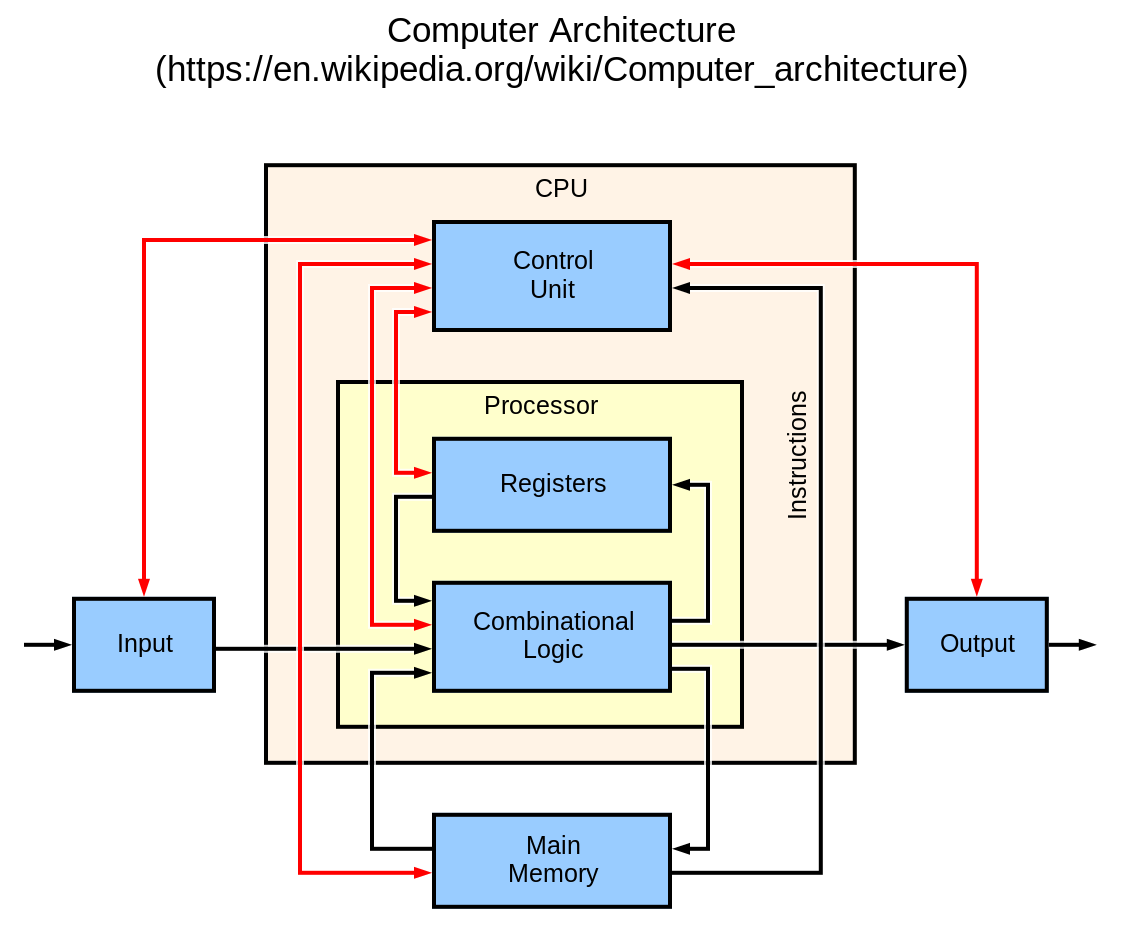 Computer Architecture
(https://en.wikipedia.org/wiki/Computer_architecture)
CPU
Control
Unit
Processor
Instructions
Registers
Combinational
Logic
Input
Output
Main
Memory